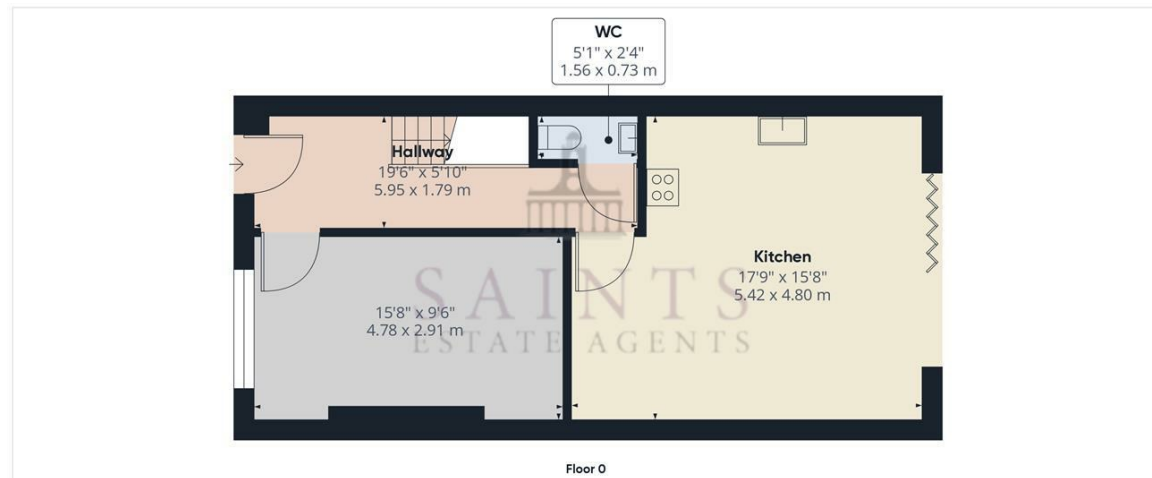 WC
5'1" x 2'4"
1.56 x 0.73 m
Hallway
19'6" x 5'10"
5.95 x 1.79 m
Kitchen
17'9" x 15'8"
5.42 x 4.80 m
15'8" x 9'6"
4.78 x 2.91 m
SAINTS
ESTATE AGENTS
Floor 0